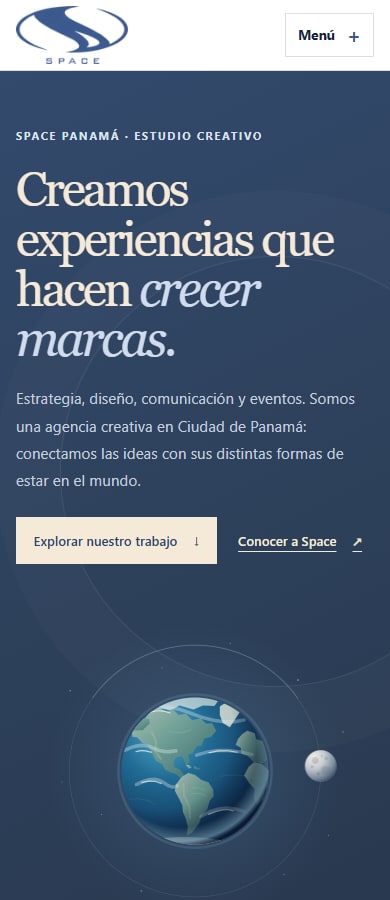 SPACE
Menú +
SPACE PANAMÁ · ESTUDIO CREATIVO
Creamos
experiencias que
hacen crecer
marcas.
Estrategia, diseño, comunicación y eventos. Somos
una agencia creativa en Ciudad de Panamá:
conectamos las ideas con sus distintas formas de
estar en el mundo.
Explorar nuestro trabajo ↓
Conocer a Space ↗